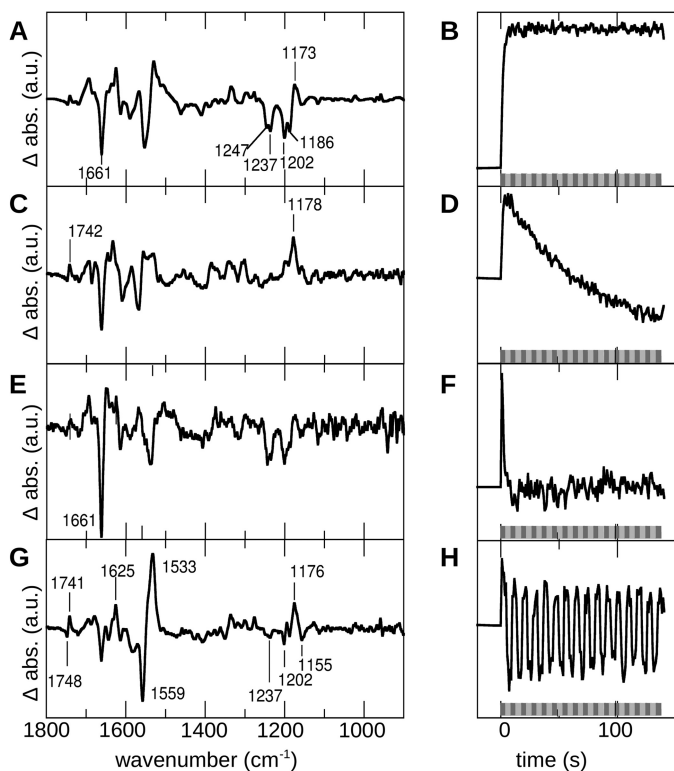 A
Δ abs. (a.u.)
1173
1247
1186
1237
1202
1661
B
C
Δ abs. (a.u.)
1742
1178
D
E
Δ abs. (a.u.)
1661
F
G
Δ abs. (a.u.)
1741
1625
1533
1176
1748
1559
1237
1202
1155
H
1800 1600 1400 1200 1000
wavenumber (cm-1)
0 100
time (s)